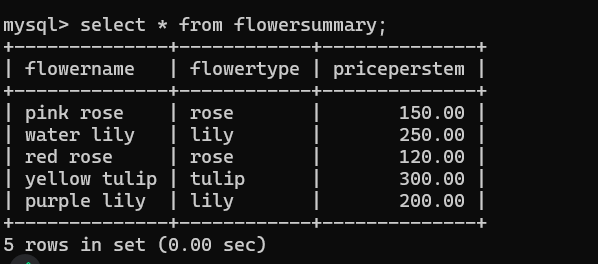 mysql> select * from flowersummary;
+--------------+------------+--------------+
| flowername   | flowertype | priceperstem |
+--------------+------------+--------------+
| pink rose    | rose       |       150.00 |
| water lily   | lily       |       250.00 |
| red rose     | rose       |       120.00 |
| yellow tulip | tulip      |       300.00 |
| purple lily  | lily       |       200.00 |
+--------------+------------+--------------+
5 rows in set (0.00 sec)